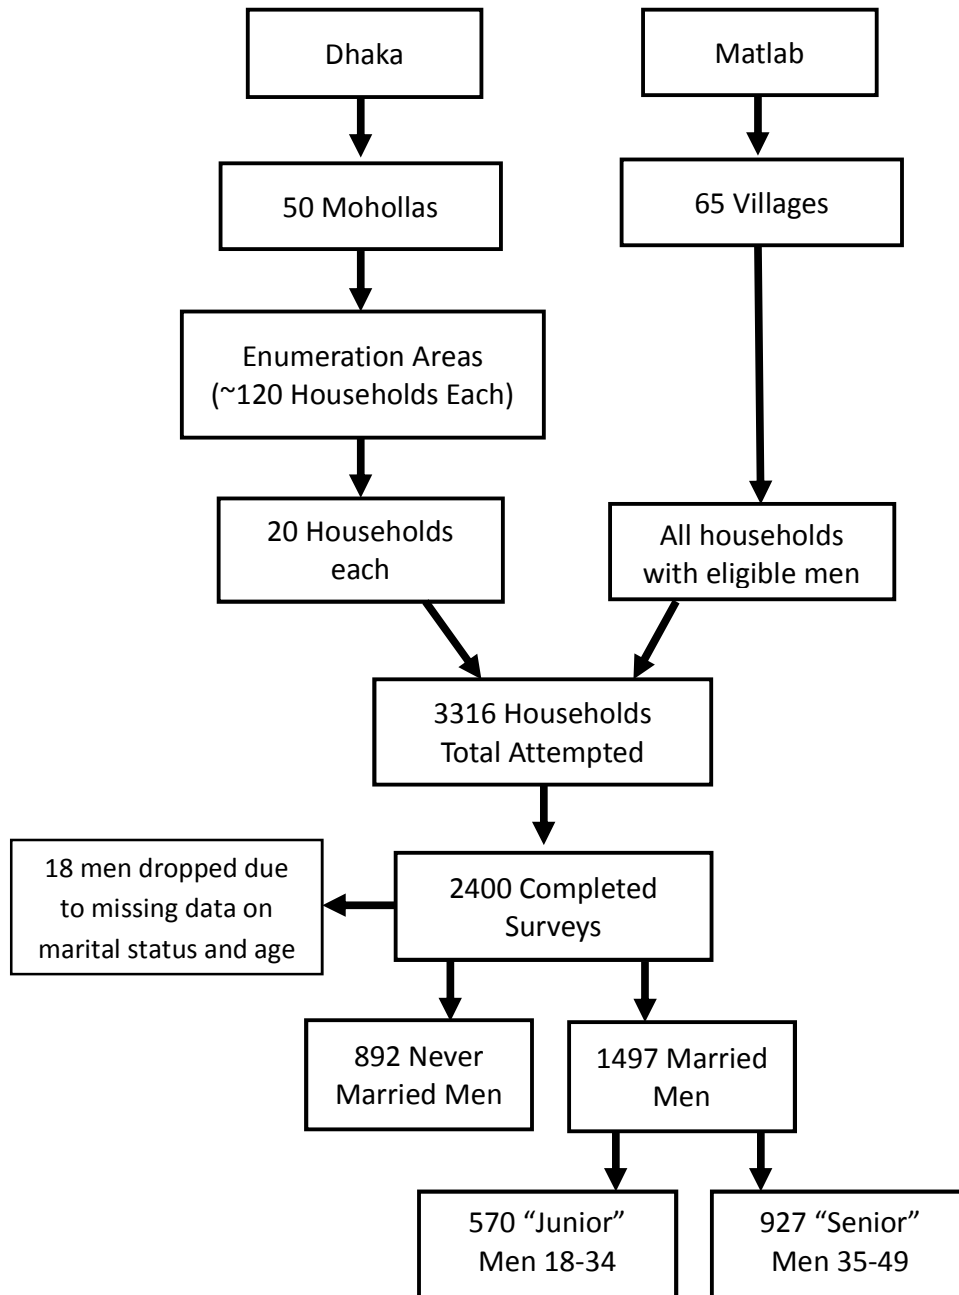 Dhaka
Matlab
50 Mohollas
65 Villages
Enumeration Areas
(~120 Households Each)
20 Households
each
All households
with eligible men
3316 Households
Total Attempted
18 men dropped due
to missing data on
marital status and age
2400 Completed
Surveys
892 Never
Married Men
1497 Married
Men
570 “Junior”
Men 18-34
927 “Senior”
Men 35-49